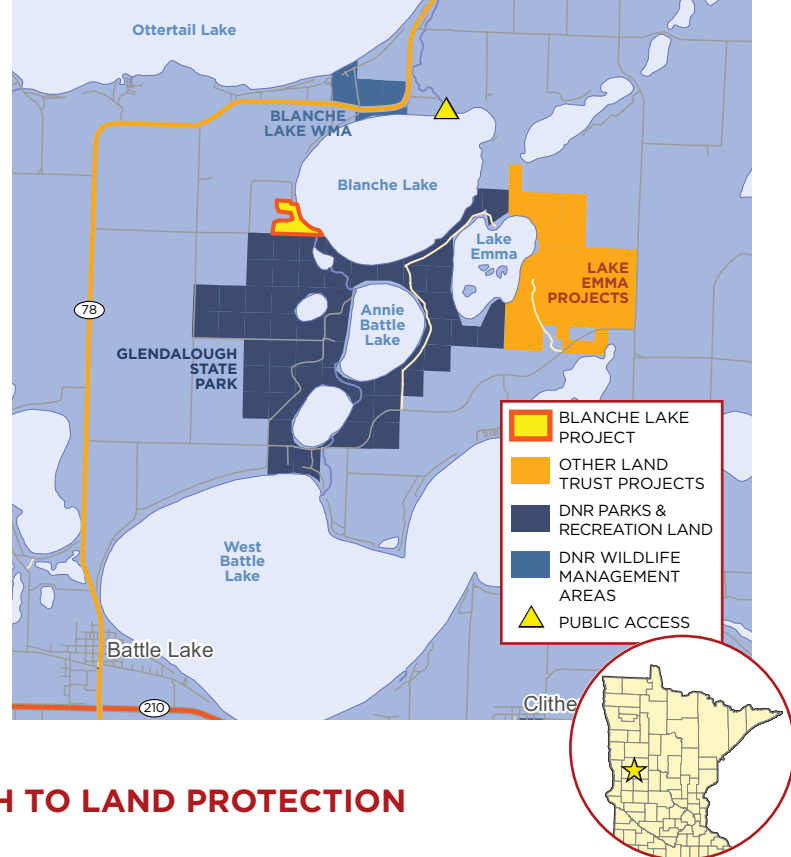 Ottertail Lake
BLANCHE
LAKE WMA
Blanche Lake
Lake
Emma
LAKE
EMMA
PROJECTS
78
Annie
Battle
Lake
GLENDALOUGH
STATE
PARK
BLANCHE LAKE
PROJECT
OTHER LAND
TRUST PROJECTS
DNR PARKS &
RECREATION LAND
DNR WILDLIFE
MANAGEMENT
AREAS
PUBLIC ACCESS
West
Battle
Lake
Battle Lake
210
Clithe
H TO LAND PROTECTION